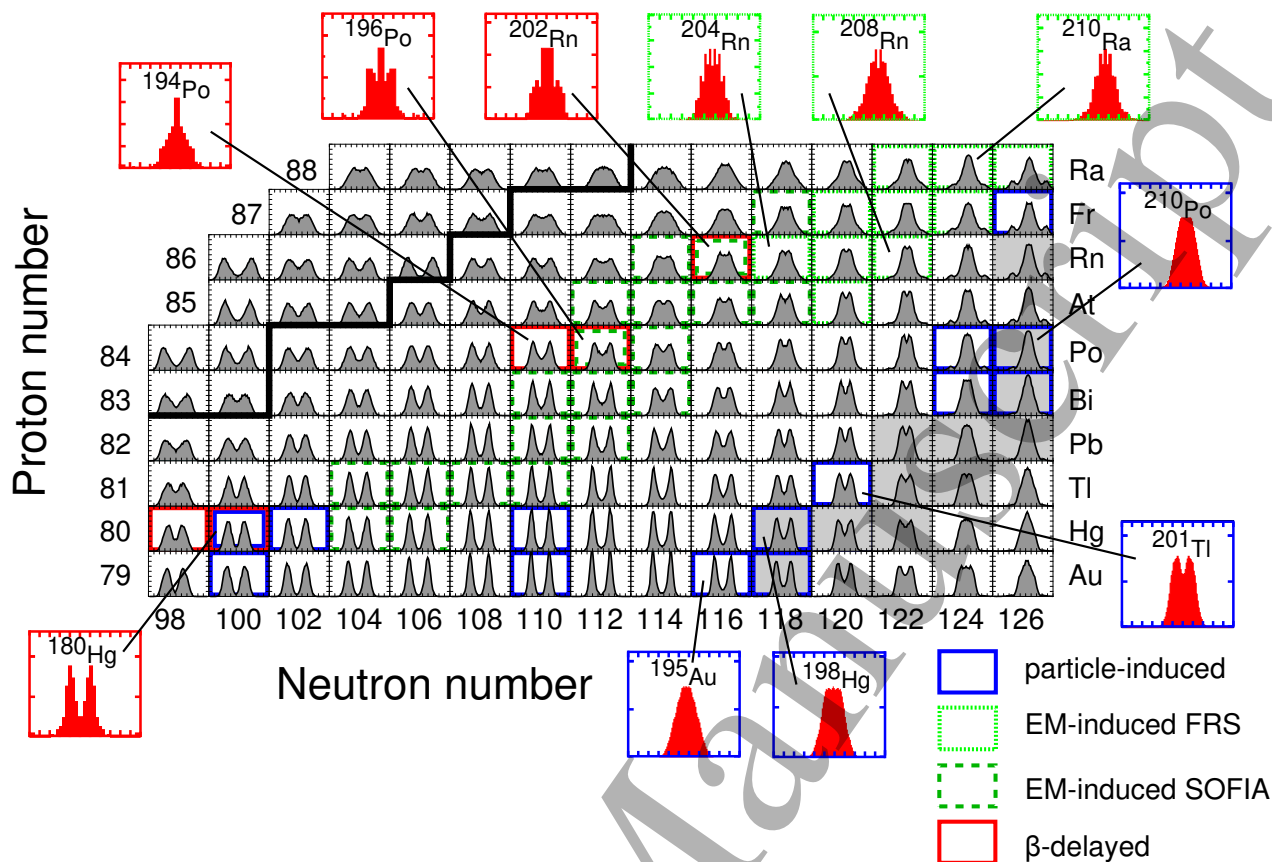 196Po
202Rn
204Rn
208Rn
210Ra
194Po
88
Ra
87
Fr
210Po
86
Rn
85
At
84
Po
83
Bi
82
Pb
81
Tl
80
Hg
201Tl
79
Au
98 100 102 104 106 108 110 112 114 116 118 120 122 124 126
Proton number
Neutron number
180Hg
195Au
198Hg
particle-induced
EM-induced FRS
EM-induced SOFIA
β-delayed
Manuscript